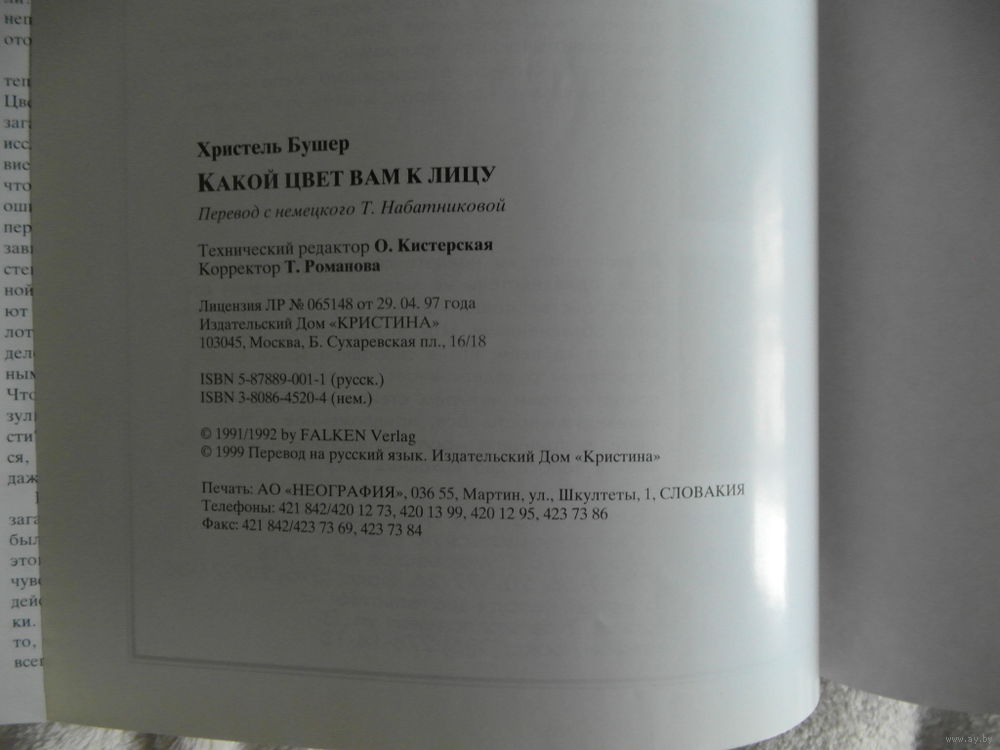 Христель Бушер
КАКОЙ ЦВЕТ ВАМ К ЛИЦУ
Перевод с немецкого Т. Набатниковой
Технический редактор О. Кистерская
Корректор Т. Романова
Лицензия ЛР № 065148 от 29. 04. 97 года
Издательский Дом «КРИСТИНА»
103045, Москва, Б. Сухаревская пл., 16/18
ISBN 5-87889-001-1 (русск.)
ISBN 3-8086-4520-4 (нем.)
© 1991/1992 by FALKEN Verlag
© 1999 Перевод на русский язык. Издательский Дом «Кристина»
Печать: АО «НЕОГРАФИЯ», 036 55, Мартин, ул., Шкултеты, 1, СЛОВАКИЯ
Телефоны: 421 842/420 12 73, 420 13 99, 420 12 95, 423 73 86
Факс: 421 842/423 73 69, 423 73 84
www.ay.by